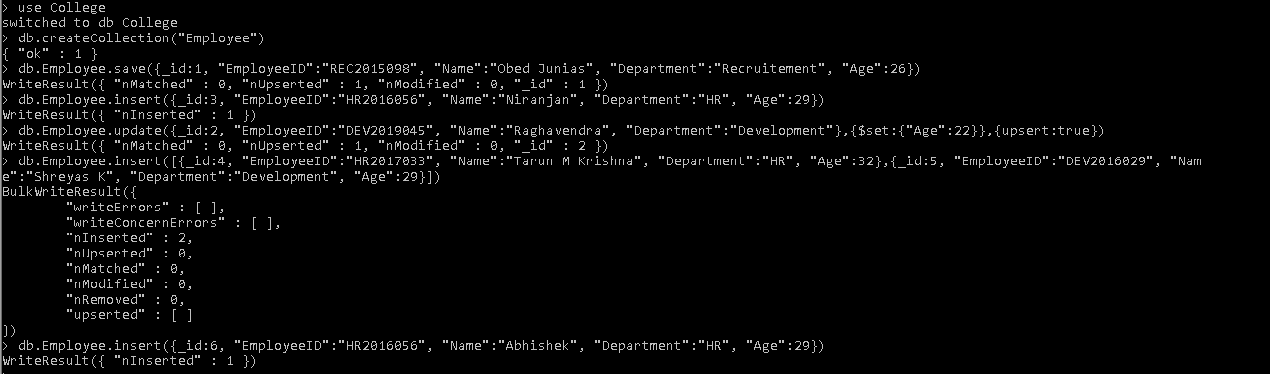 > use College
switched to db College
> db.createCollection("Employee")
{ "ok" : 1 }
> db.Employee.save({_id:1, "EmployeeID":"REC2015098", "Name":"Obed Junias", "Department":"Recruitement", "Age":26})
WriteResult({ "nMatched" : 0, "nUpserted" : 1, "nModified" : 0, "_id" : 1 })
> db.Employee.insert({_id:3, "EmployeeID":"HR2016056", "Name":"Niranjan", "Department":"HR", "Age":29})
WriteResult({ "nInserted" : 1 })
> db.Employee.update({_id:2, "EmployeeID":"DEV2019045", "Name":"Raghavendra", "Department":"Development"},{$set:{"Age":22}},{upsert:true})
WriteResult({ "nMatched" : 0, "nUpserted" : 1, "nModified" : 0, "_id" : 2 })
> db.Employee.insert([{_id:4, "EmployeeID":"HR2017033", "Name":"Tarun M Krishna", "Department":"HR", "Age":32},{_id:5, "EmployeeID":"DEV2016029", "Nam
e":"Shreyas K", "Department":"Development", "Age":29}])
BulkWriteResult({
"writeErrors" : [ ],
"writeConcernErrors" : [ ],
"nInserted" : 2,
"nUpserted" : 0,
"nMatched" : 0,
"nModified" : 0,
"nRemoved" : 0,
"upserted" : [ ]
})
> db.Employee.insert({_id:6, "EmployeeID":"HR2016056", "Name":"Abhishek", "Department":"HR", "Age":29})
WriteResult({ "nInserted" : 1 })